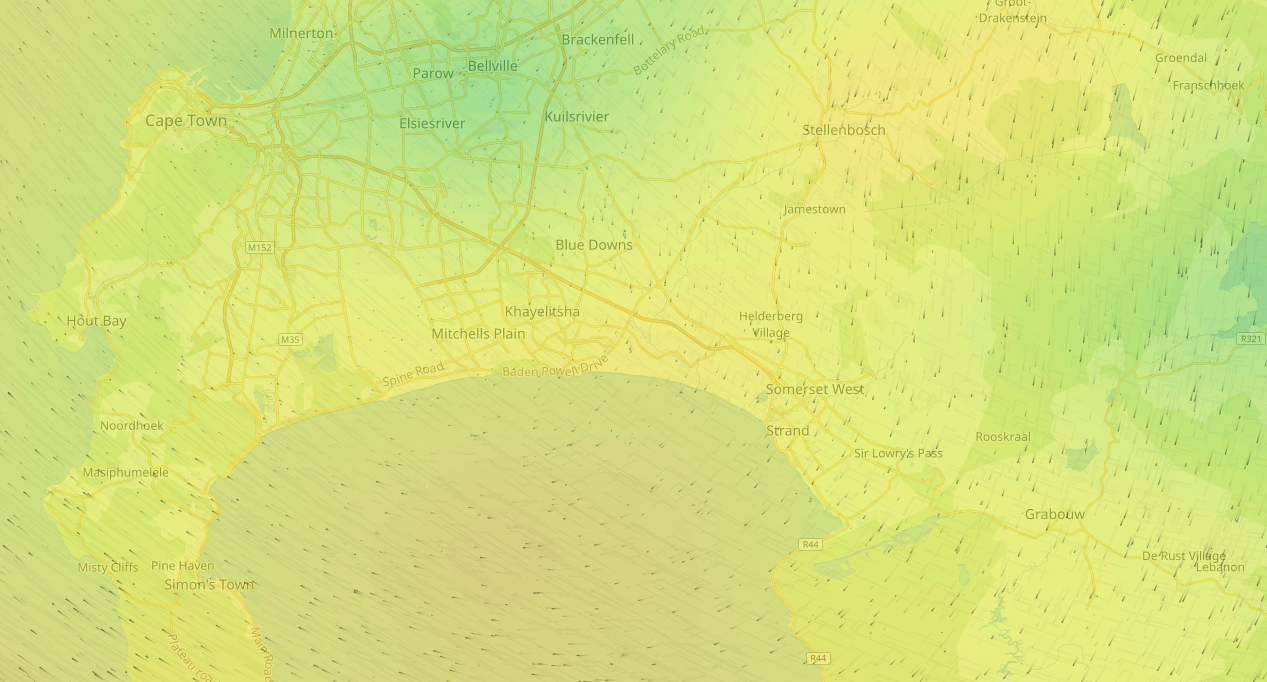 Groot-
Drakenstein
Milnerton
Brackenfell
Bottelary Road
Groendal
Parow
Bellville
Franschhoek
Cape Town
Elsiesriver
Kuilsrivier
Stellenbosch
Jamestown
M152
Blue Downs
Hout Bay
Khayelitsha
Helderberg
Village
Mitchells Plain
M35
R321
Spine Road
Baden Powell Drive
Somerset West
Noordhoek
Strand
Rooskraal
Sir Lowry's Pass
Masiphumelele
Grabouw
R44
De Rust Village
Lebanon
Misty Cliffs
Pine Haven
Simon's Town
Main Road
Plateau road
R44